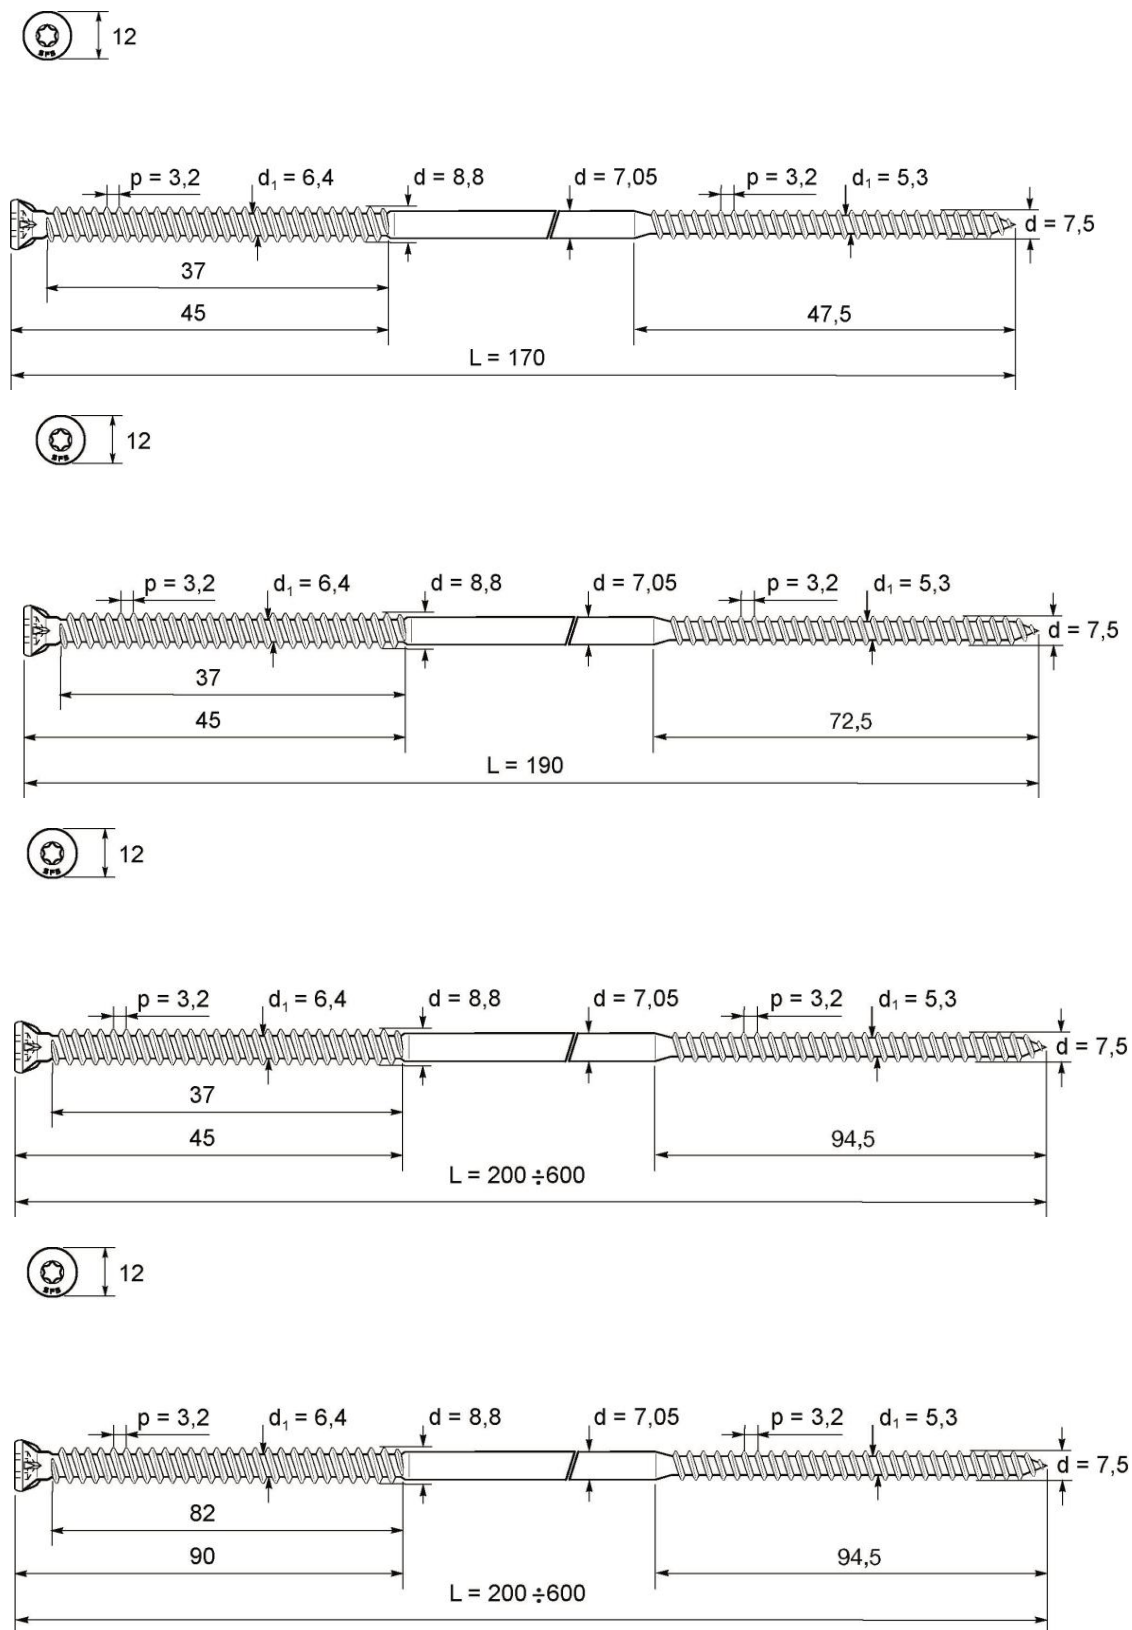 12
SFS
p = 3,2 d₁ = 6,4 d = 8,8 d = 7,05 p = 3,2 d₁ = 5,3
d = 7,5
37
45 47,5
L = 170
12
SFS
p = 3,2 d₁ = 6,4 d = 8,8 d = 7,05 p = 3,2 d₁ = 5,3
d = 7,5
37
45 72,5
L = 190
12
SFS
p = 3,2 d₁ = 6,4 d = 8,8 d = 7,05 p = 3,2 d₁ = 5,3
d = 7,5
37
45 94,5
L = 200 ÷600
12
SFS
p = 3,2 d₁ = 6,4 d = 8,8 d = 7,05 p = 3,2 d₁ = 5,3
d = 7,5
82
90 94,5
L = 200 ÷600